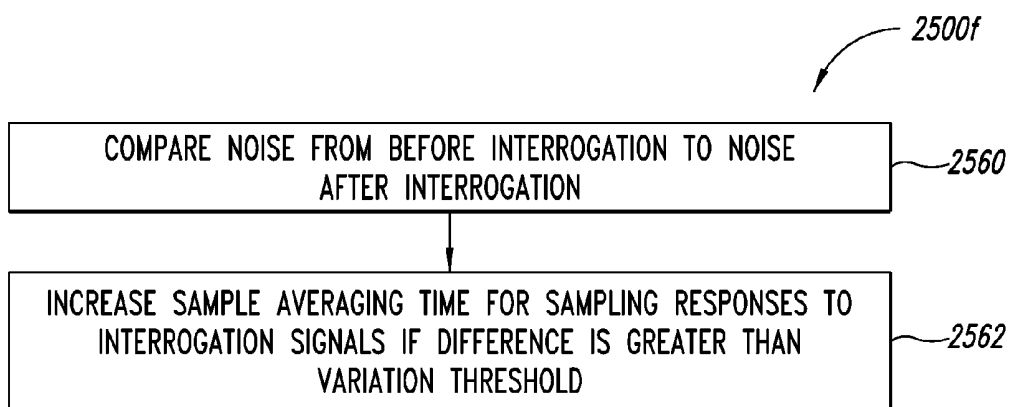 2500f
COMPARE NOISE FROM BEFORE INTERROGATION TO NOISE
AFTER INTERROGATION
2560
INCREASE SAMPLE AVERAGING TIME FOR SAMPLING RESPONSES TO
INTERROGATION SIGNALS IF DIFFERENCE IS GREATER THAN
VARIATION THRESHOLD
2562